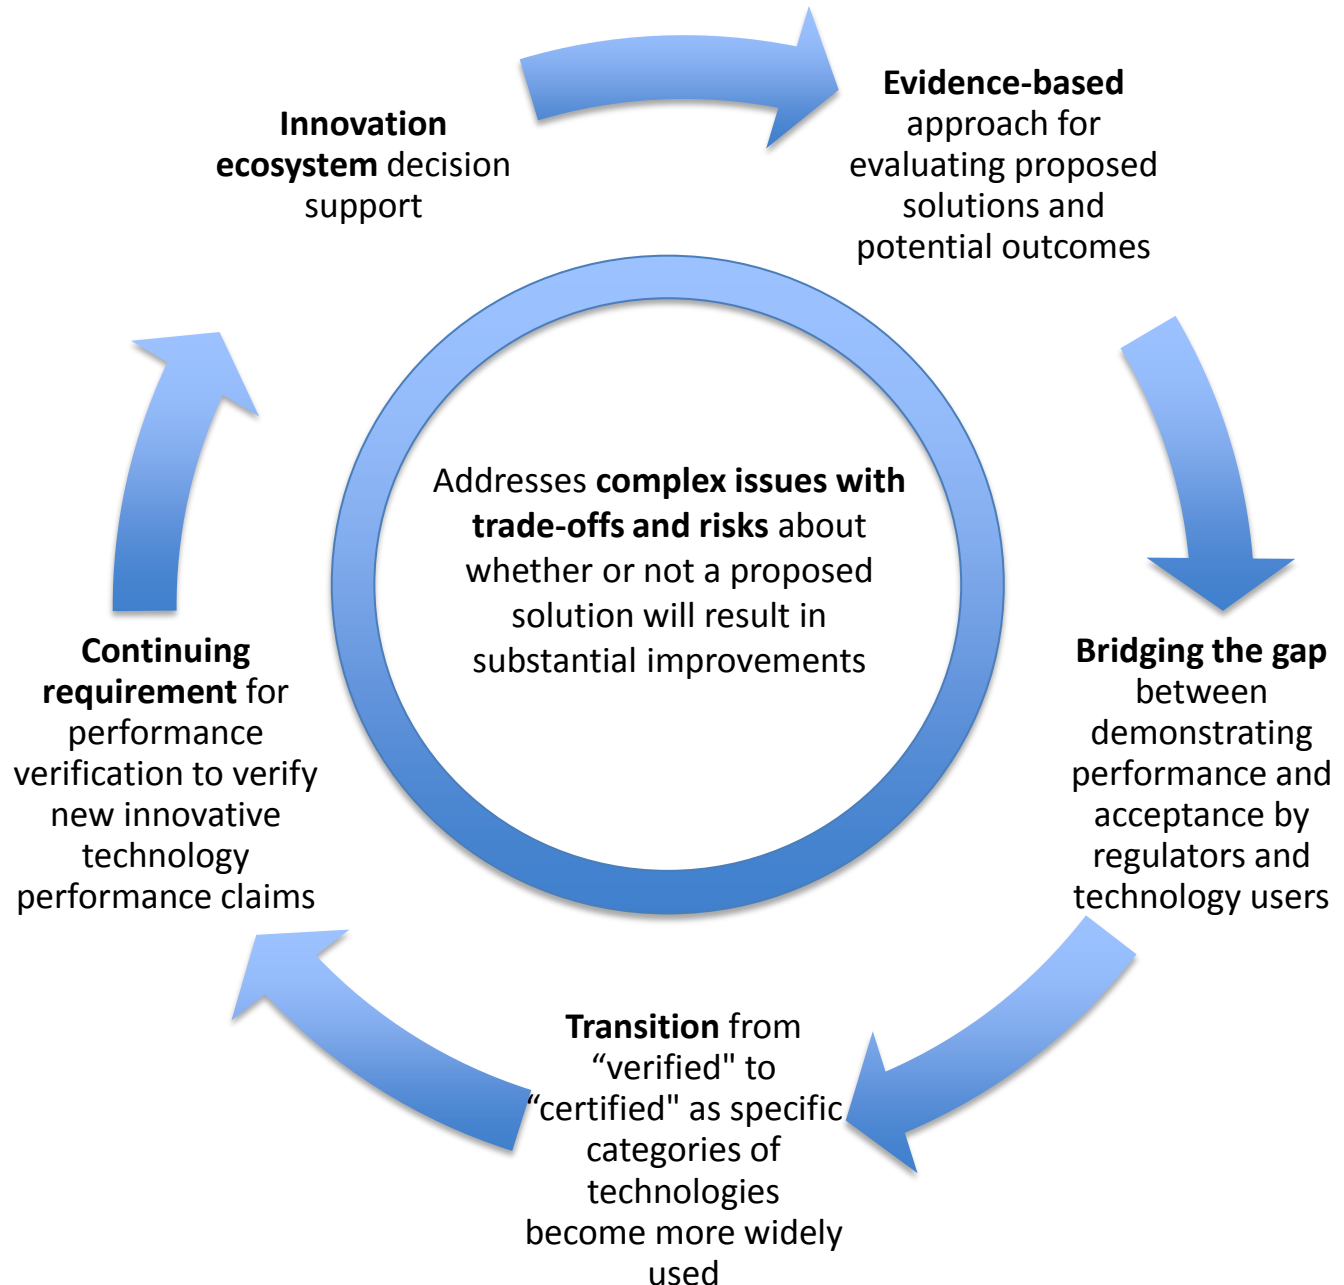 Innovation
ecosystem decision
support
Evidence-based
approach for
evaluating proposed
solutions and
potential outcomes
Addresses complex issues with
trade-offs and risks about
whether or not a proposed
solution will result in
substantial improvements
Bridging the gap
between
demonstrating
performance and
acceptance by
regulators and
technology users
Transition from
“verified" to
“certified" as specific
categories of
technologies
become more widely
used
Continuing
requirement for
performance
verification to verify
new innovative
technology
performance claims